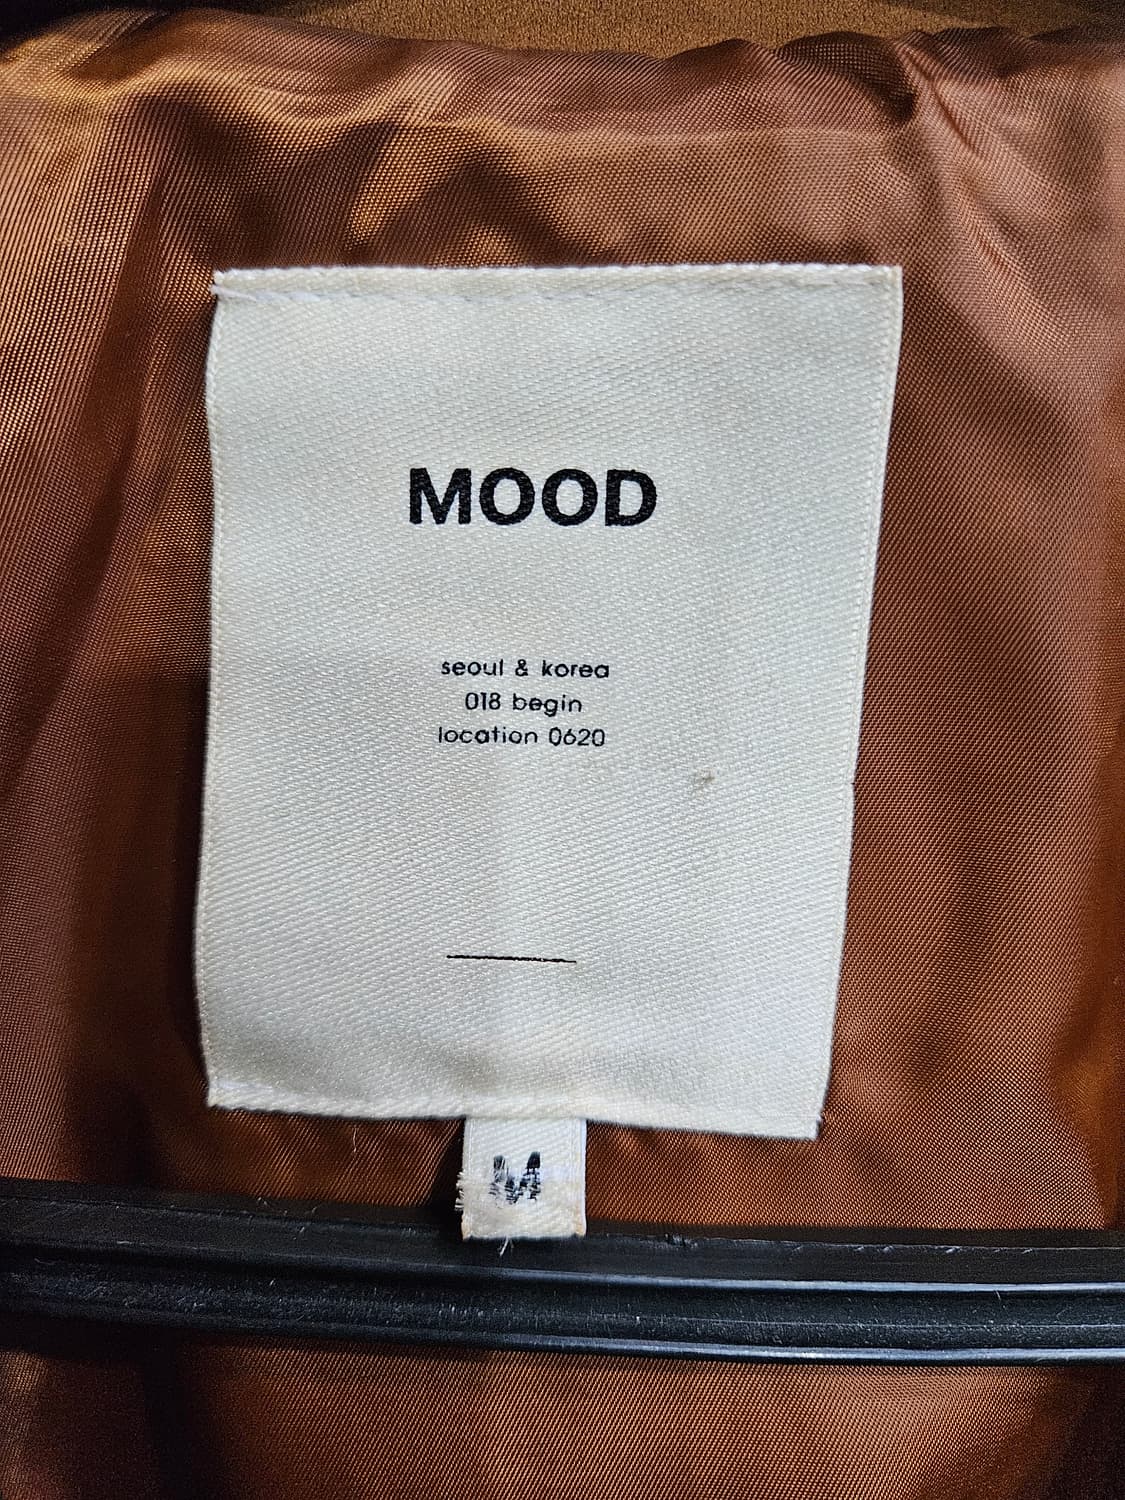 MOOD
seoul & korea
018 begin
location 0620
M